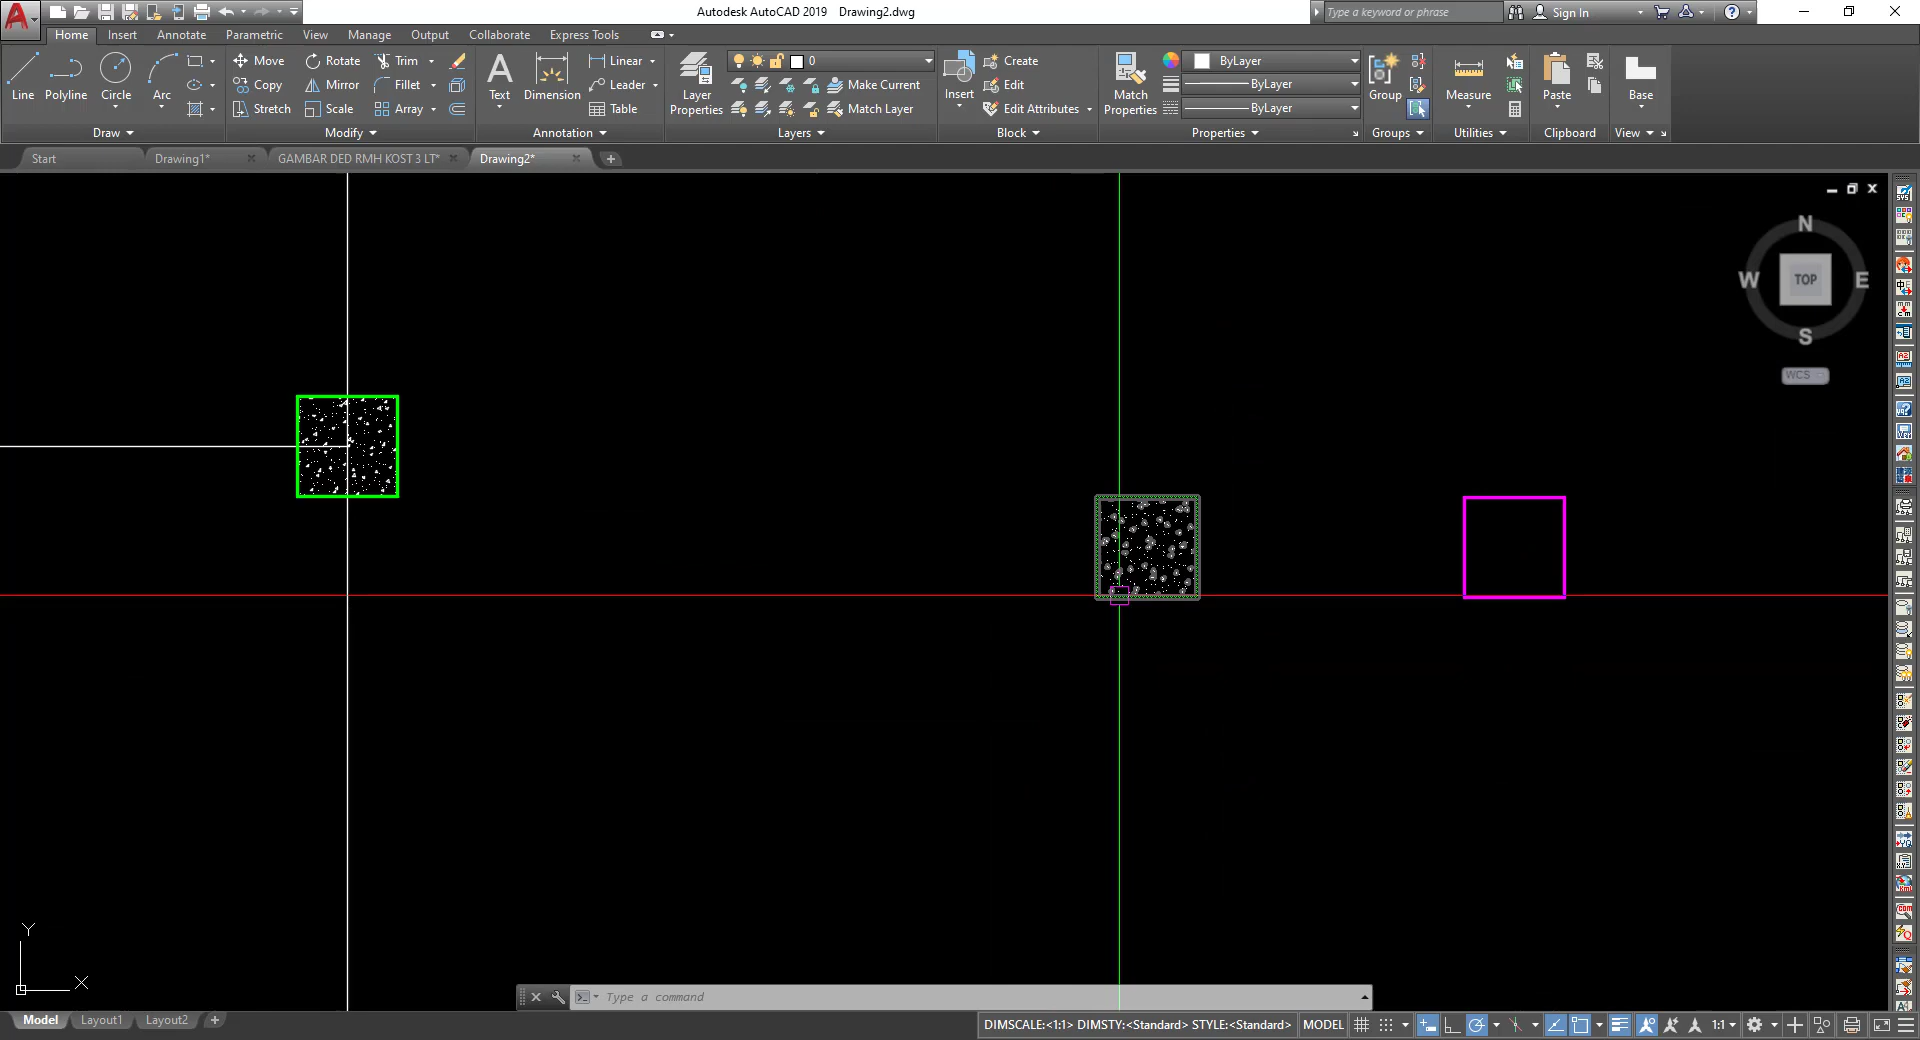 Autodesk AutoCAD 2019 Drawing2.dwg
Type a keyword or phrase
Sign In
Home Insert Annotate Parametric View Manage Output Collaborate Express Tools
Line
Polyline
Circle
Arc
Draw
Move
Copy
Stretch
Rotate
Mirror
Scale
Trim
Fillet
Array
Modify
Text
Dimension
Linear
Leader
Table
Annotation
Layer
Properties
0
Make Current
Match Layer
Layers
Insert
Create
Edit
Edit Attributes
Block
Match
Properties
ByLayer
ByLayer
ByLayer
Properties
Group
Groups
Measure
Utilities
Paste
Clipboard
Base
View
Start
Drawing1*
GAMBAR DED RMH KOST 3 LT*
Drawing2*
N
W
TOP
E
S
WCS
Y
X
Type a command
Model
Layout1
Layout2
DIMSCALE:<1:1> DIMSTY:<Standard> STYLE:<Standard>
MODEL
1:1